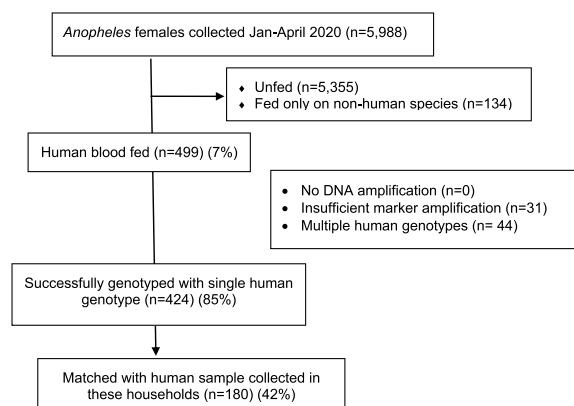 Anopheles females collected Jan-April 2020 (n=5,988)
♦ Unfed (n=5,355)
♦ Fed only on non-human species (n=134)
Human blood fed (n=499) (7%)
• No DNA amplification (n=0)
• Insufficient marker amplification (n=31)
• Multiple human genotypes (n= 44)
Successfully genotyped with single human
genotype (n=424) (85%)
Matched with human sample collected in
these households (n=180) (42%)